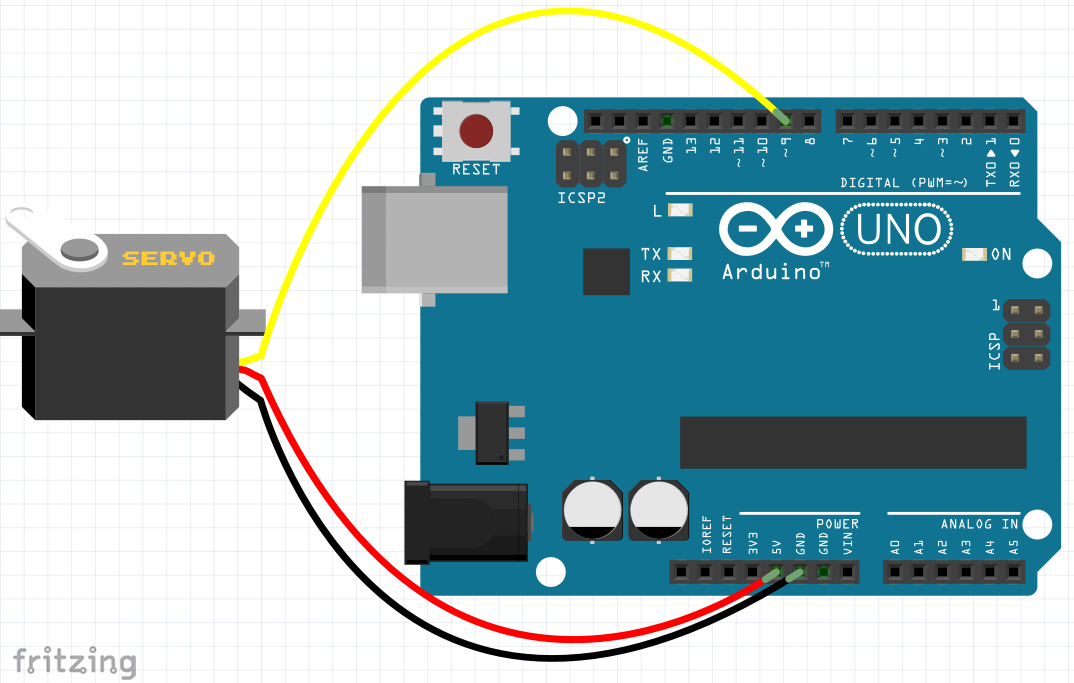 RESET
ICSP2
AREF
GND
13
12
~11
~10
~9
8
7
~6
~5
4
~3
2
TX0▶1
RX0◀0
DIGITAL (PWM=~)
L
TX
RX
Arduino™
UNO
ON
1
ICSP
SERVO
POWER
ANALOG IN
IOREF
RESET
3V3
5V
GND
GND
VIN
A0
A1
A2
A3
A4
A5
fritzing